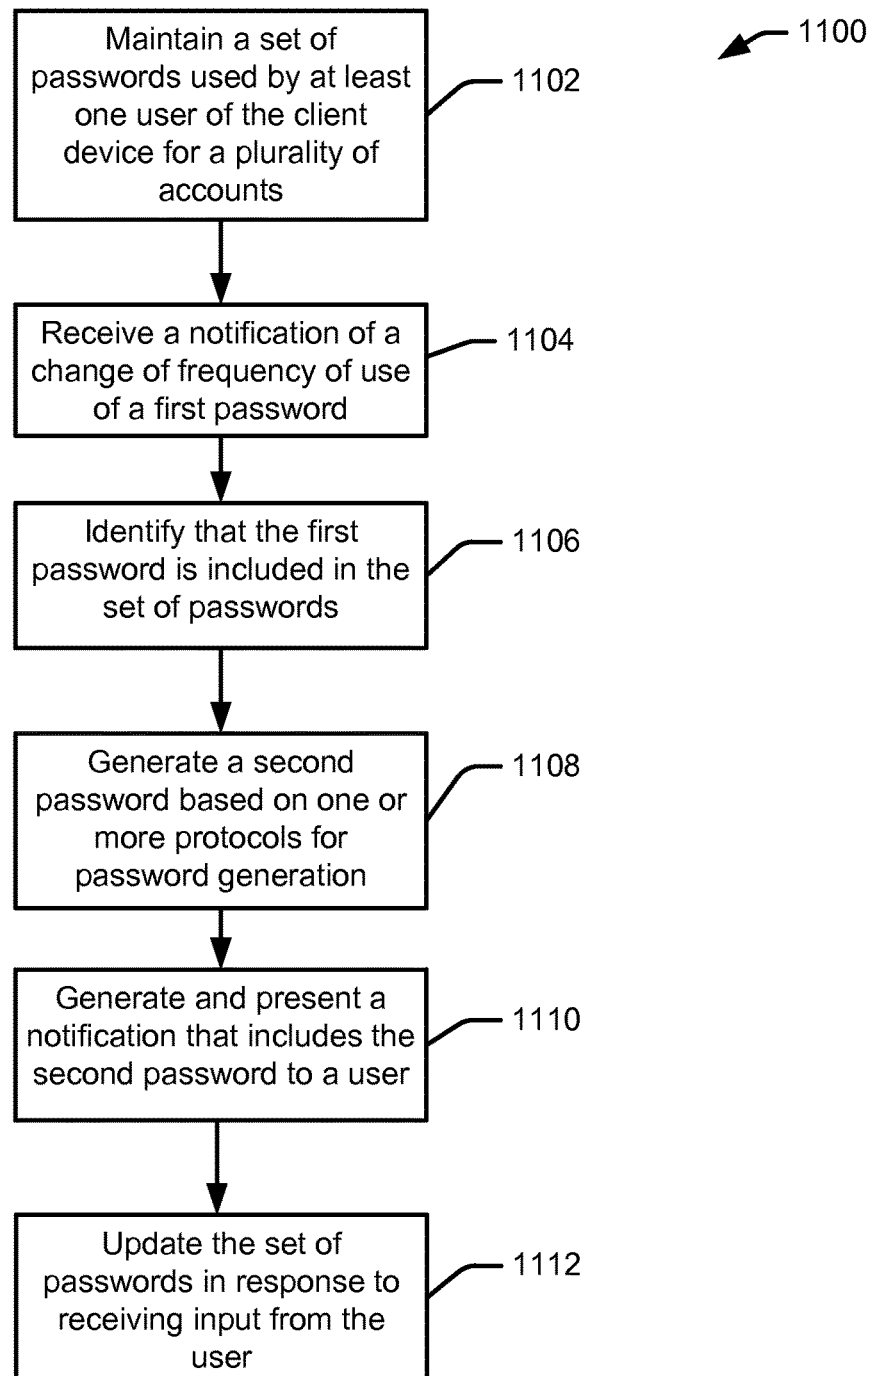 1100
Maintain a set of
passwords used by at least
one user of the client
device for a plurality of
accounts
1102
Receive a notification of a
change of frequency of use
of a first password
1104
Identify that the first
password is included in the
set of passwords
1106
Generate a second
password based on one or
more protocols for
password generation
1108
Generate and present a
notification that includes the
second password to a user
1110
Update the set of
passwords in response to
receiving input from the
user
1112